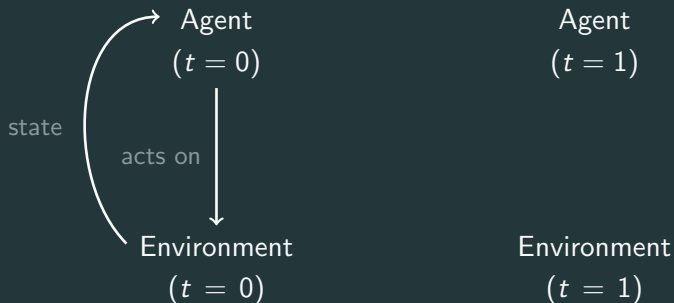 Agent
(t = 0)
Agent
(t = 1)
state
acts on
Environment
(t = 0)
Environment
(t = 1)